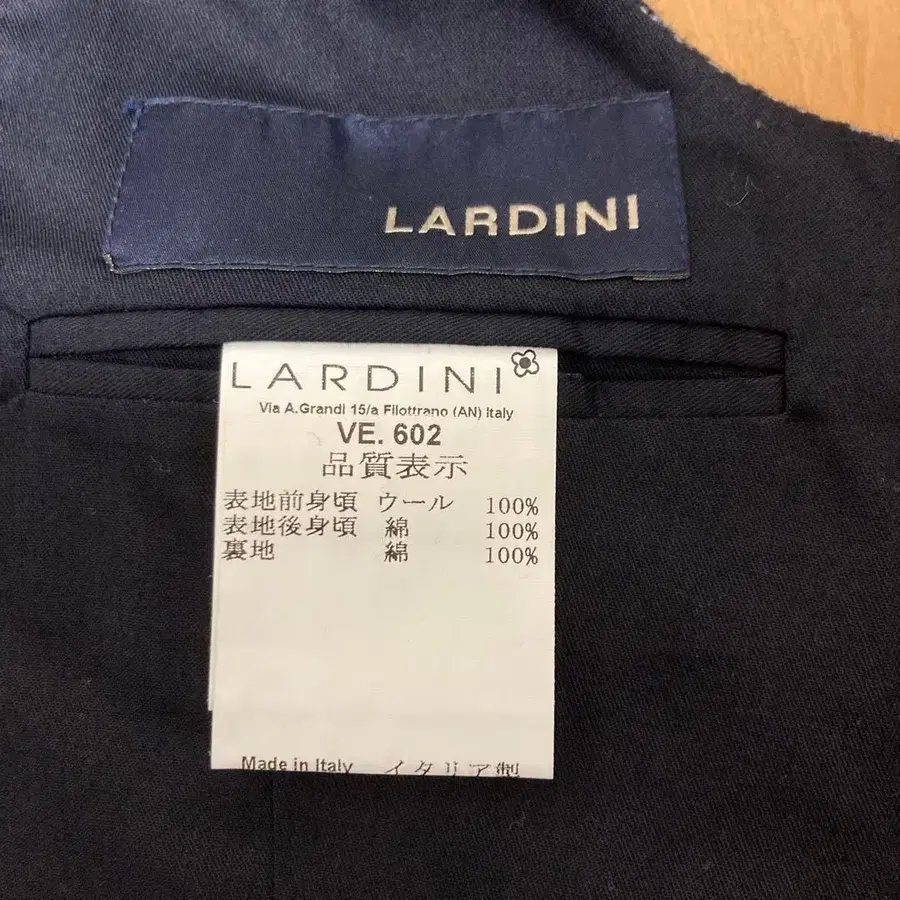 LARDINI
LARDINI
Via A.Grandi 15/a Filottrano (AN) Italy
VE. 602
品質表示
表地前身頃 ウール 100%
表地後身頃 綿 100%
裏地 綿 100%
Made in Italy イタリア製